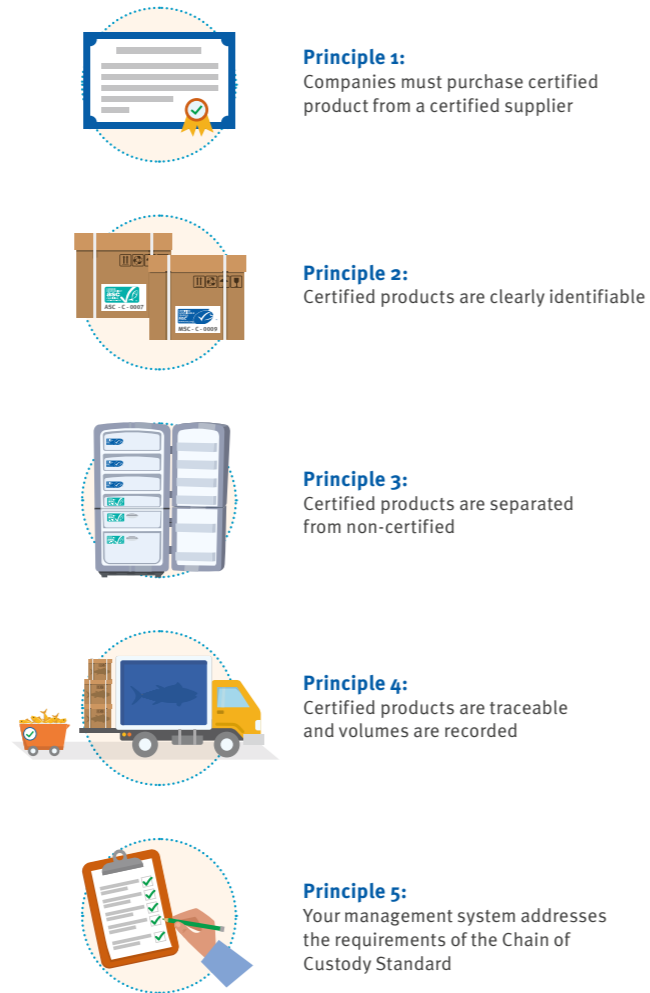 Principle 1:
Companies must purchase certified
product from a certified supplier
ASC - C - 0007
MSC - C - 0009
Principle 2:
Certified products are clearly identifiable
Principle 3:
Certified products are separated
from non-certified
Principle 4:
Certified products are traceable
and volumes are recorded
Principle 5:
Your management system addresses
the requirements of the Chain of
Custody Standard